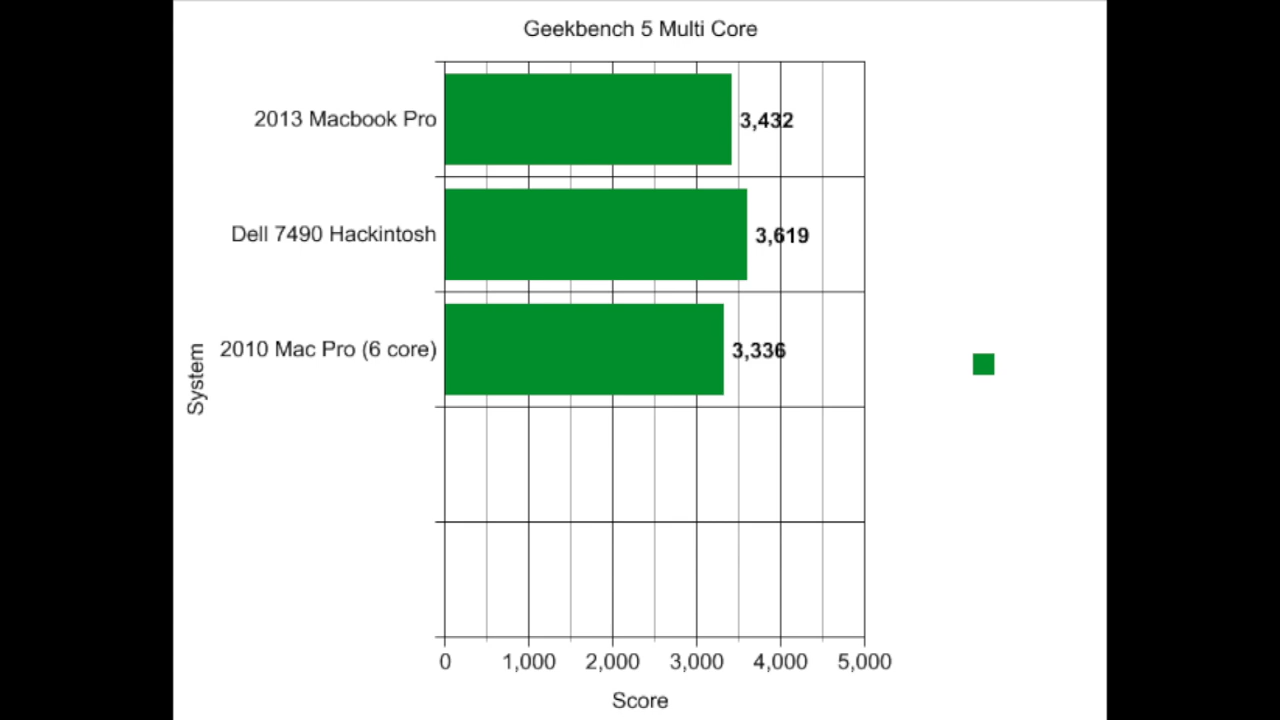 Geekbench 5 Multi Core
2013 Macbook Pro
3,432
Dell 7490 Hackintosh
3,619
2010 Mac Pro (6 core)
3,336
System
0 1,000 2,000 3,000 4,000 5,000
Score